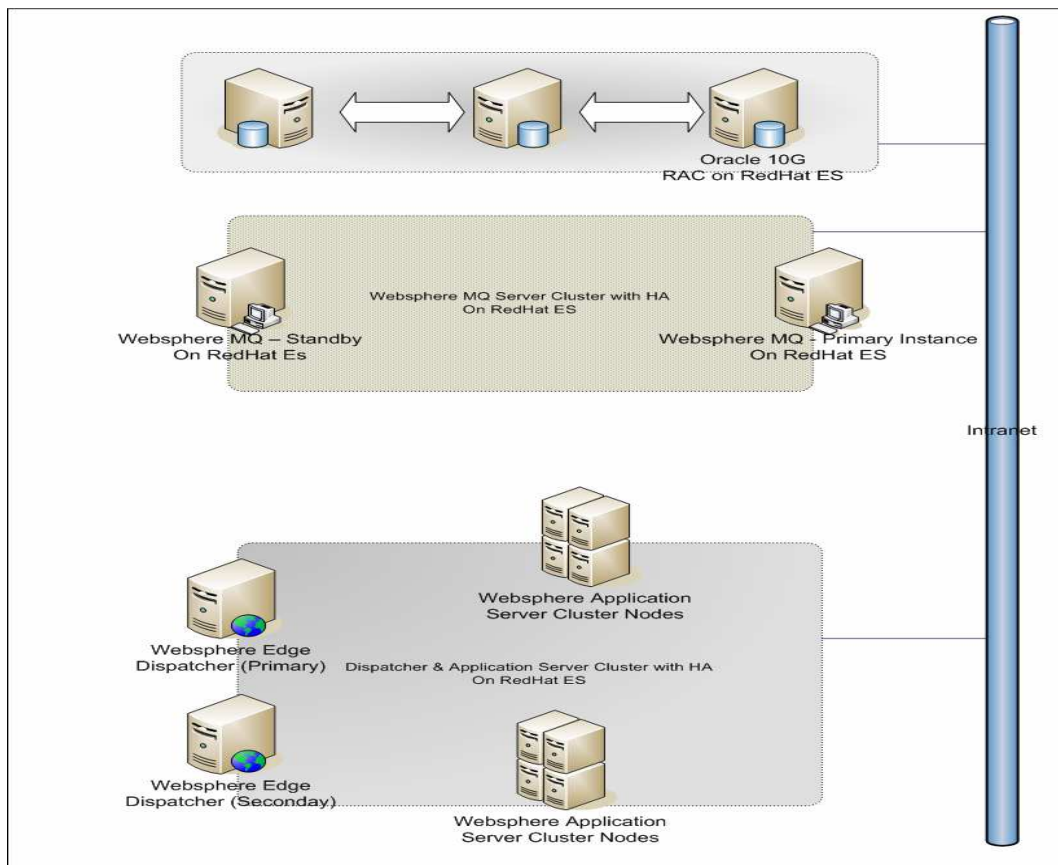 Oracle 10G
RAC on RedHat ES
Websphere MQ Server Cluster with HA
On RedHat ES
Websphere MQ – Standby
On RedHat Es
Websphere MQ - Primary Instance
On RedHat ES
Intranet
Websphere Application
Server Cluster Nodes
Websphere Edge
Dispatcher (Primary)
Dispatcher & Application Server Cluster with HA
On RedHat ES
Websphere Edge
Dispatcher (Seconday)
Websphere Application
Server Cluster Nodes